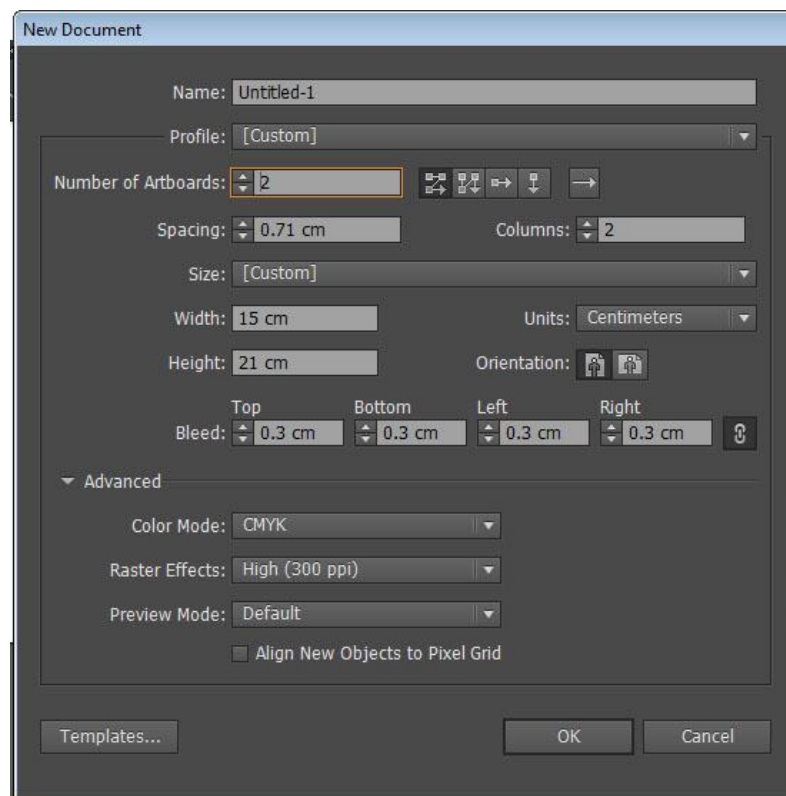 New Document
Name: Untitled-1
Profile: [Custom]
Number of Artboards: 2
Spacing: 0.71 cm Columns: 2
Size: [Custom]
Width: 15 cm Units: Centimeters
Height: 21 cm Orientation:
Top Bottom Left Right
Bleed: 0.3 cm 0.3 cm 0.3 cm 0.3 cm
Advanced
Color Mode: CMYK
Raster Effects: High (300 ppi)
Preview Mode: Default
Align New Objects to Pixel Grid
Templates... OK Cancel